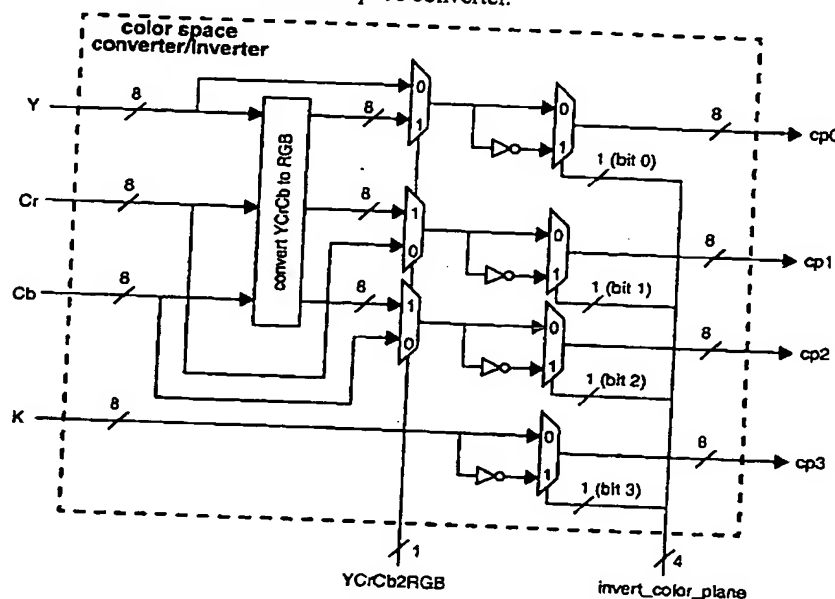 converter.
color space
converter/inverter
Y
8
0
8
1
convert YCrCb to RGB
0
1
8
cp0
1 (bit 0)
Cr
8
8
1
0
0
1
8
cp1
1 (bit 1)
Cb
8
8
1
0
0
1
8
cp2
1 (bit 2)
K
8
0
1
8
cp3
1 (bit 3)
1
YCrCb2RGB
4
invert_color_plane